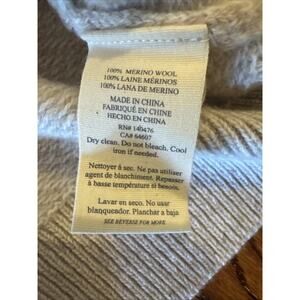 100% MERINO WOOL
100% LAINE MÉRINOS
100% LANA DE MERINO
MADE IN CHINA
FABRIQUÉ EN CHINE
HECHO EN CHINA
RN# 140476
CA# 64607
Dry clean. Do not bleach. Cool
iron if needed.
Nettoyer à sec. Ne pas utiliser
agent de blanchiment. Repasser
à basse température si besoin.
Lavar en seco. No usar
blanqueador. Planchar a baja
SEE REVERSE FOR MORE